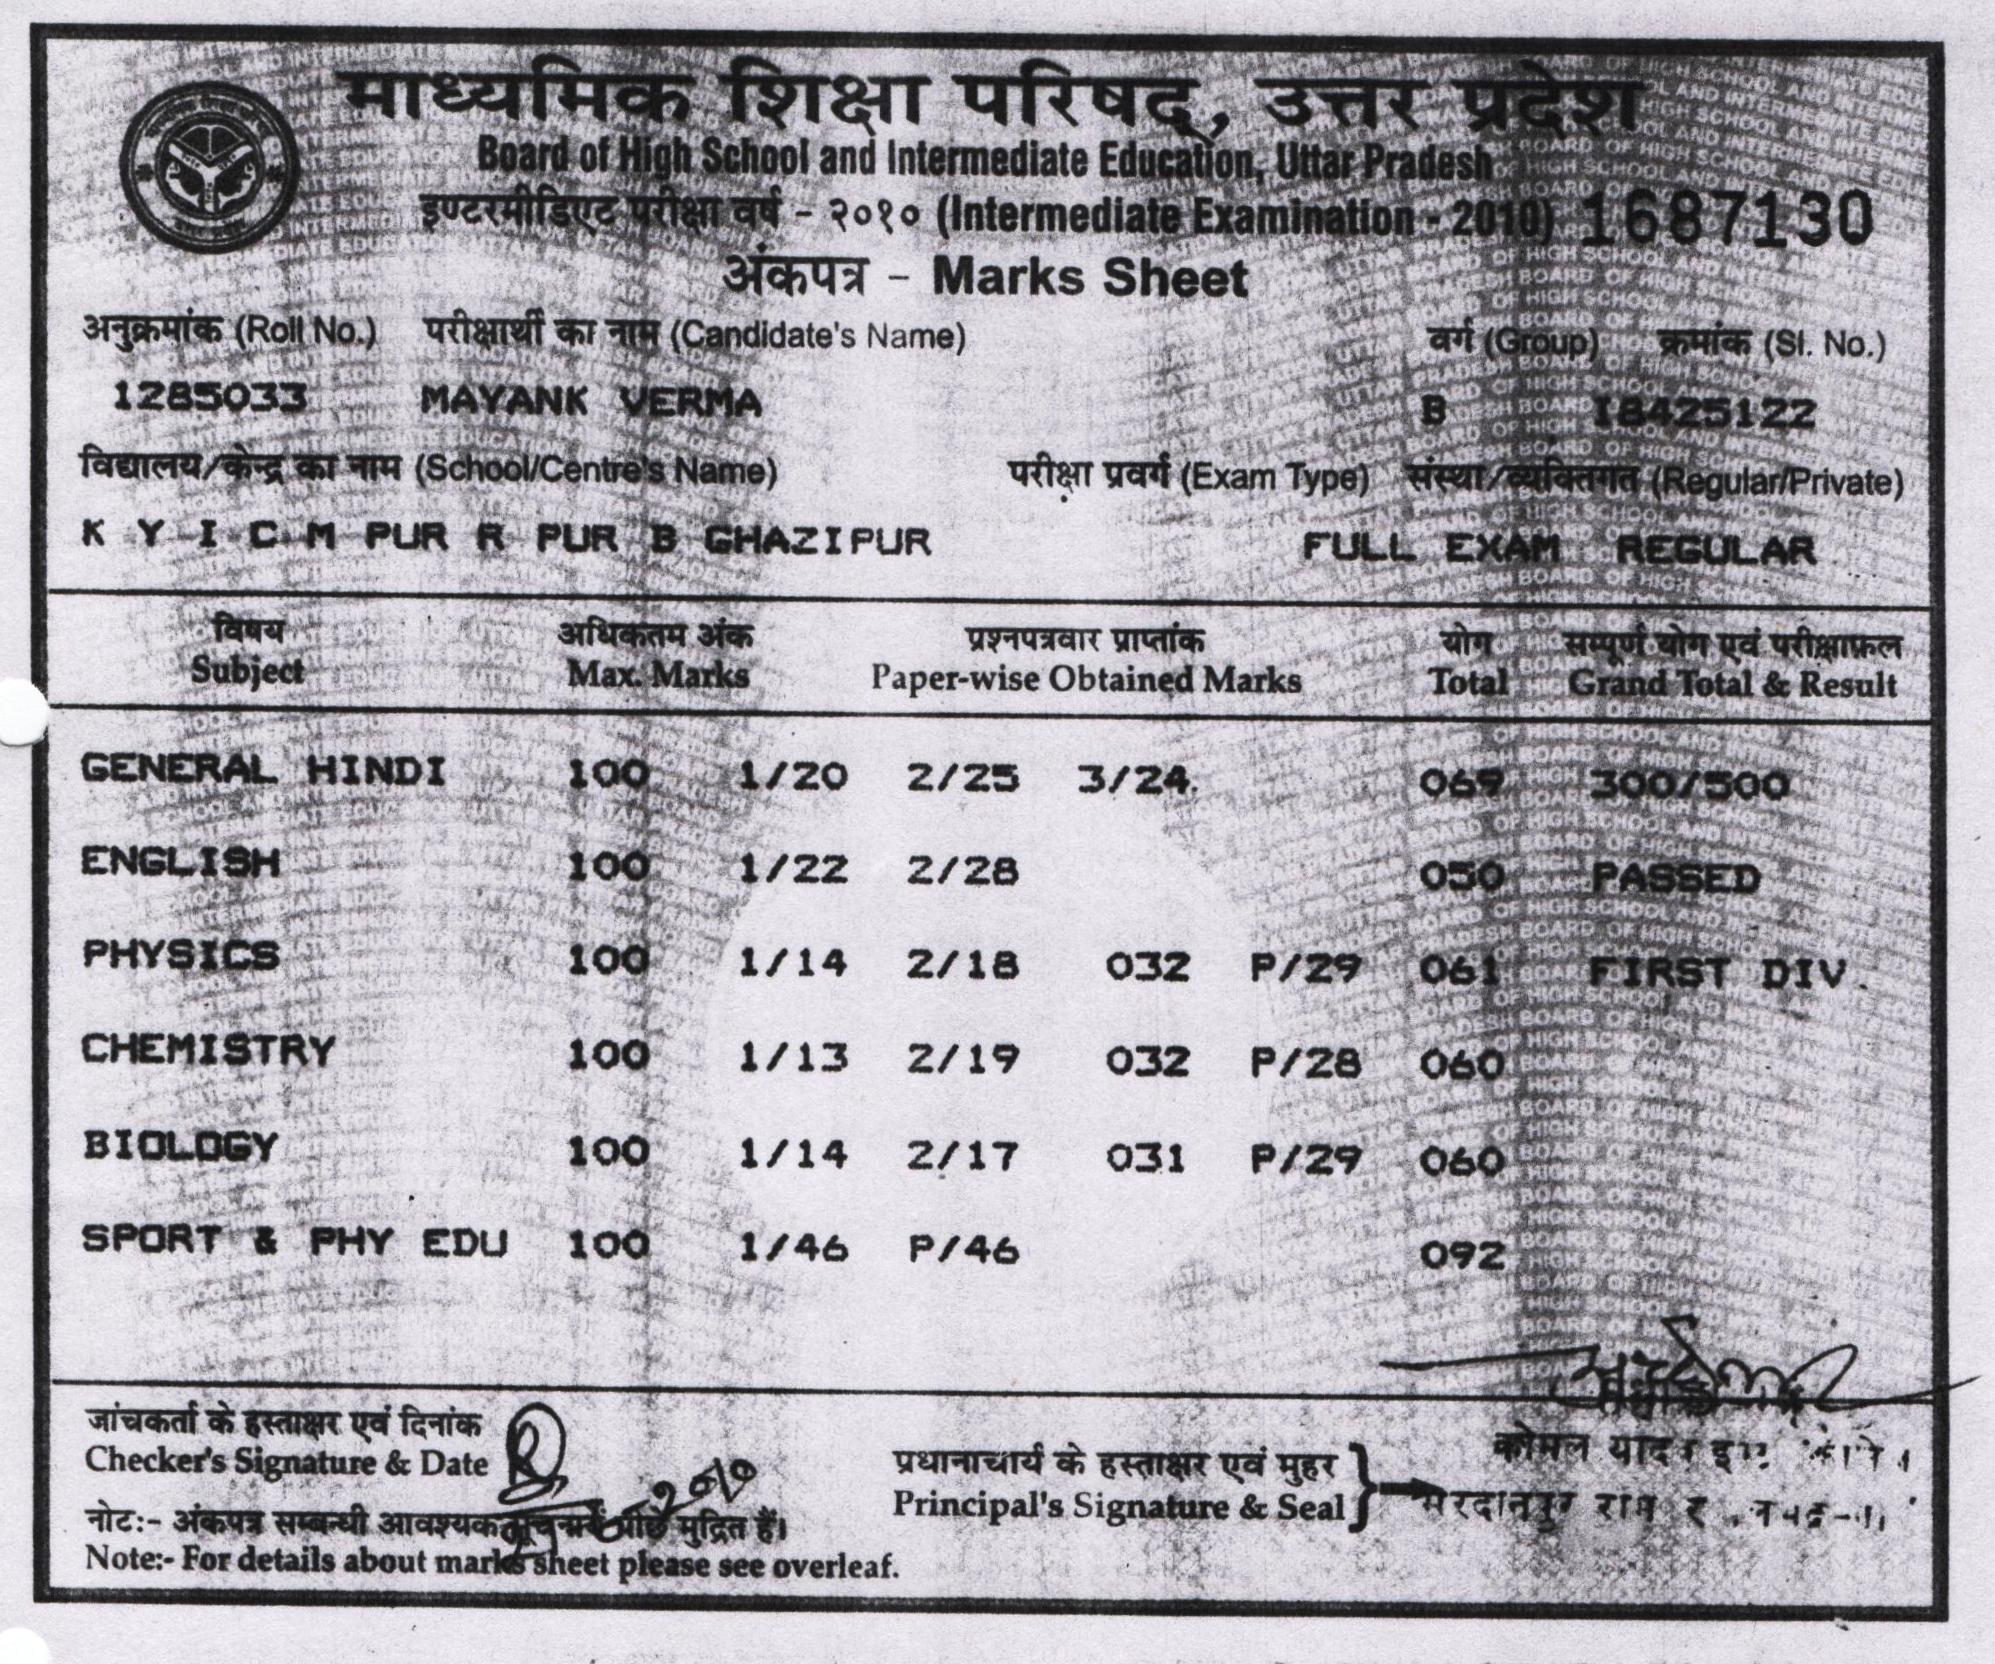 माध्यमिक शिक्षा परिषद्, उत्तर प्रदेश
Board of High School and Intermediate Education, Uttar Pradesh
इण्टरमीडिएट परीक्षा वर्ष - २०१० (Intermediate Examination - 2010) 1687130
अंकपत्र - Marks Sheet
अनुक्रमांक (Roll No.) परीक्षार्थी का नाम (Candidate's Name) वर्ग (Group) क्रमांक (Sl. No.)
1285033 MAYANK VERMA B I8425122
विद्यालय/केन्द्र का नाम (School/Centre's Name) परीक्षा प्रवर्ग (Exam Type) संस्था/व्यक्तिगत (Regular/Private)
K Y I C M PUR R PUR B GHAZIPUR FULL EXAM REGULAR
विषय अधिकतम अंक प्रश्नपत्रवार प्राप्तांक योग सम्पूर्ण योग एवं परीक्षाफल
Subject Max. Marks Paper-wise Obtained Marks Total Grand Total & Result
GENERAL HINDI 100 1/20 2/25 3/24 069 300/500
ENGLISH 100 1/22 2/28 050 PASSED
PHYSICS 100 1/14 2/18 032 P/29 061 FIRST DIV.
CHEMISTRY 100 1/13 2/19 032 P/28 060
BIOLOGY 100 1/14 2/17 031 P/29 060
SPORT & PHY EDU 100 1/46 P/46 092
जांचकर्ता के हस्ताक्षर एवं दिनांक
Checker's Signature & Date
प्रधानाचार्य के हस्ताक्षर एवं मुहर
Principal's Signature & Seal
कोमल यादव
मरदानपुर राम
नोट:- अंकपत्र सम्बन्धी आवश्यक सूचनायें पीछे मुद्रित हैं।
Note:- For details about marks sheet please see overleaf.